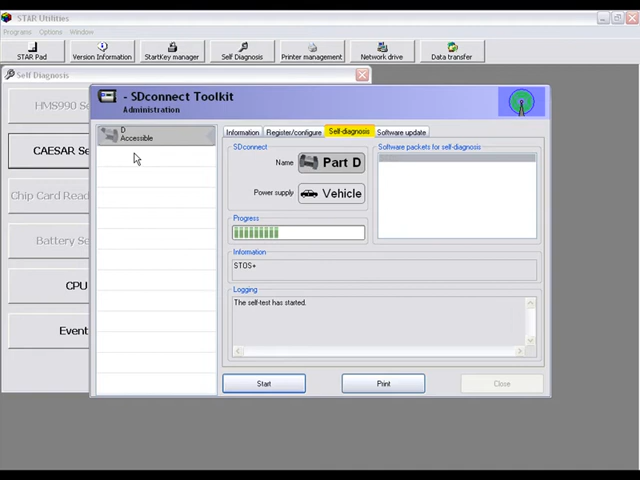 STAR Utilities
Programs Options Window
STAR Pad Version Information StartKey manager Self Diagnosis Printer management Network drive Data transfer
Self Diagnosis
HMS990 Se
CAESAR Se
Chip Card Read
Battery Se
CPU
Event
- SDconnect Toolkit
Administration
D
Accessible
Information Register/configure Self-diagnosis Software update
SDconnect
Name Part D
Power supply Vehicle
Software packets for self-diagnosis
Progress
Information
STOS+
Logging
The self-test has started.
Start Print Close